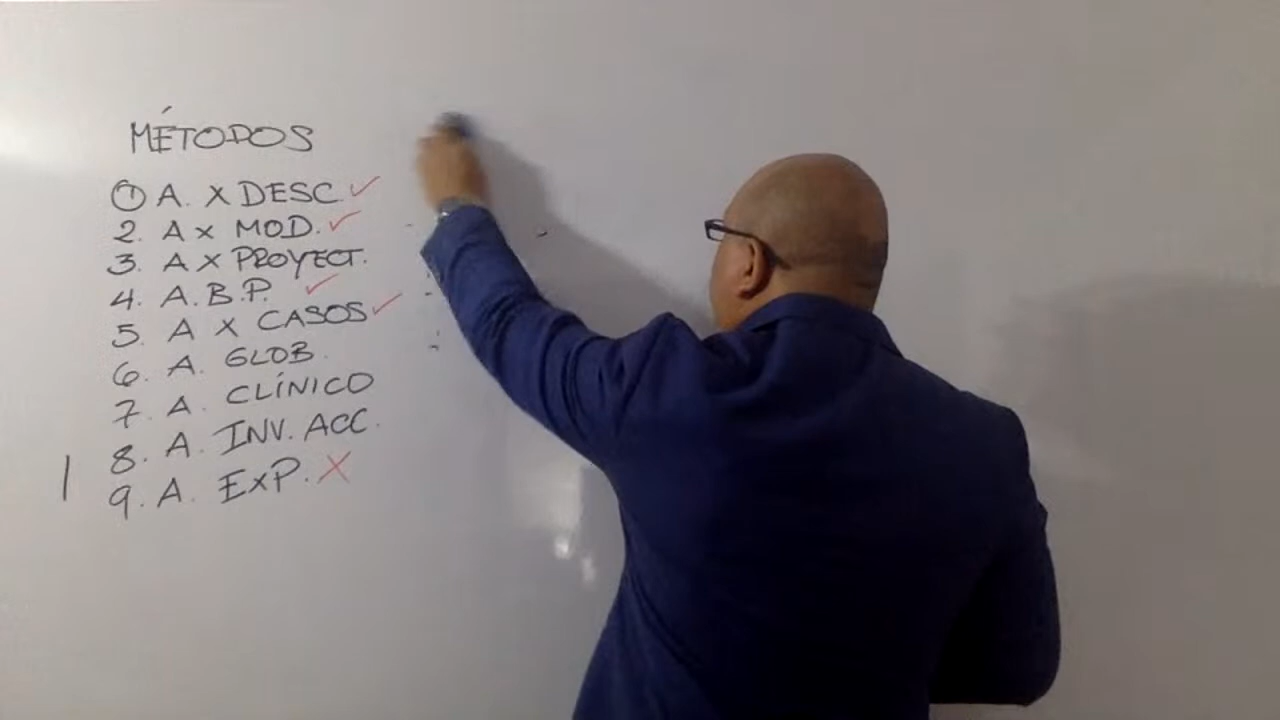 MÉTODOS
1 A. X DESC. ✓
2. A X MOD. ✓
3. A X PROYECT.
4. A.B.P. ✓
5. A X CASOS ✓
6. A. GLOB.
7. A. CLÍNICO
8. A. INV. ACC.
9. A. EXP. X